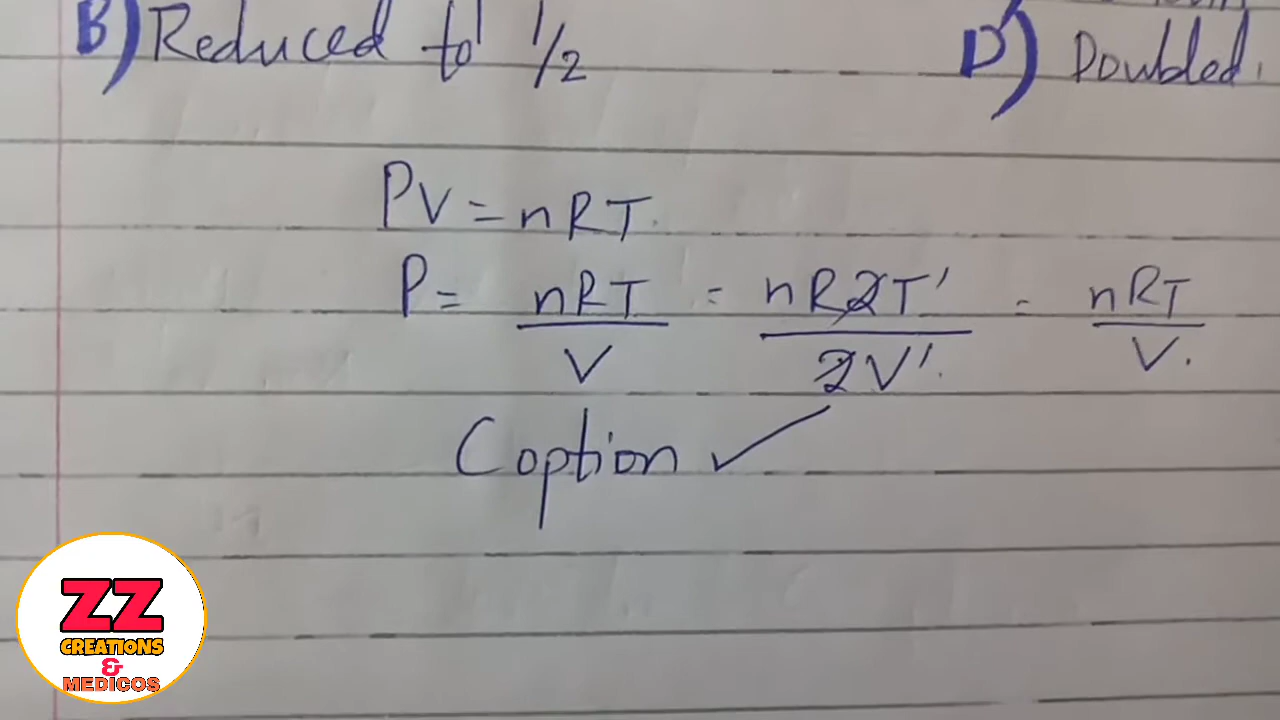 B) Reduced to 1/2
D) Doubled.
PV = nRT.
P = nRT/V = nR2T'/2V'. = nRT/V.
C option ✓
ZZ
CREATIONS
&
MEDICOS